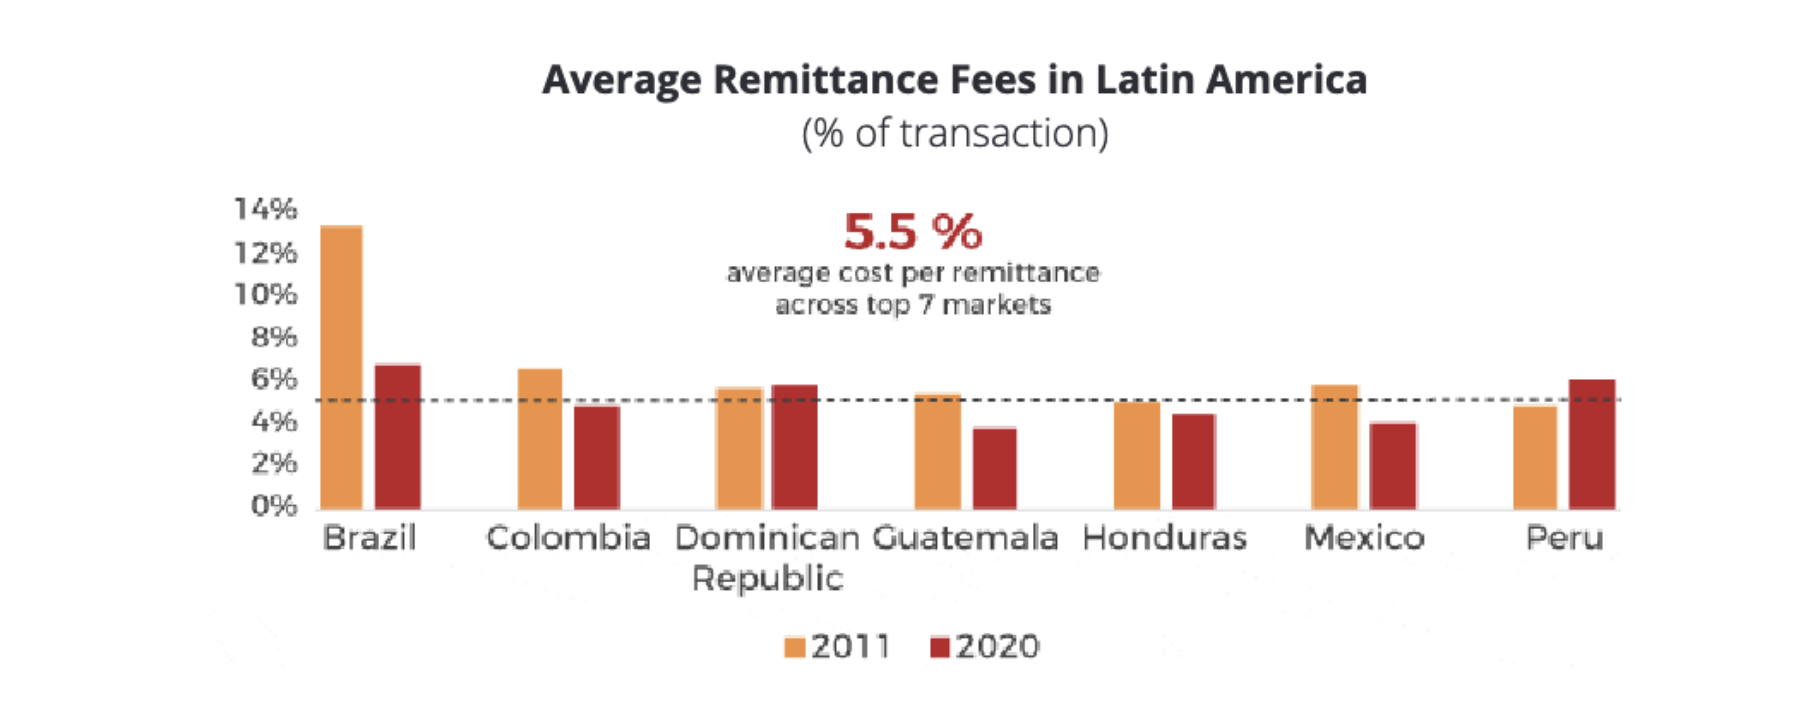 Average Remittance Fees in Latin America
(% of transaction)
14%
12%
10%
8%
6%
4%
2%
0%
5.5 %
average cost per remittance
across top 7 markets
Brazil Colombia Dominican Guatemala Honduras Mexico Peru
Republic
2011 2020